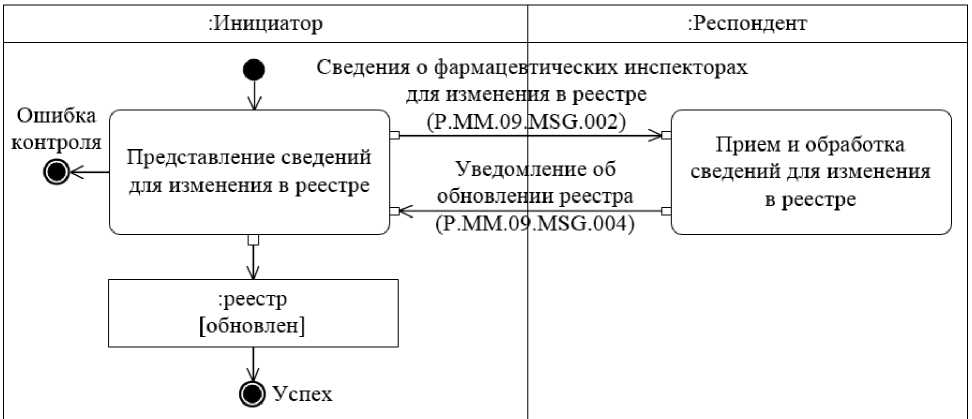 :Инициатор
:Респондент
Сведения о фармацевтических инспекторах
для изменения в реестре
(P.MM.09.MSG.002)
Ошибка
контроля
Представление сведений
для изменения в реестре
Уведомление об
обновлении реестра
(P.MM.09.MSG.004)
Прием и обработка
сведений для изменения
в реестре
:реестр
[обновлен]
Успех